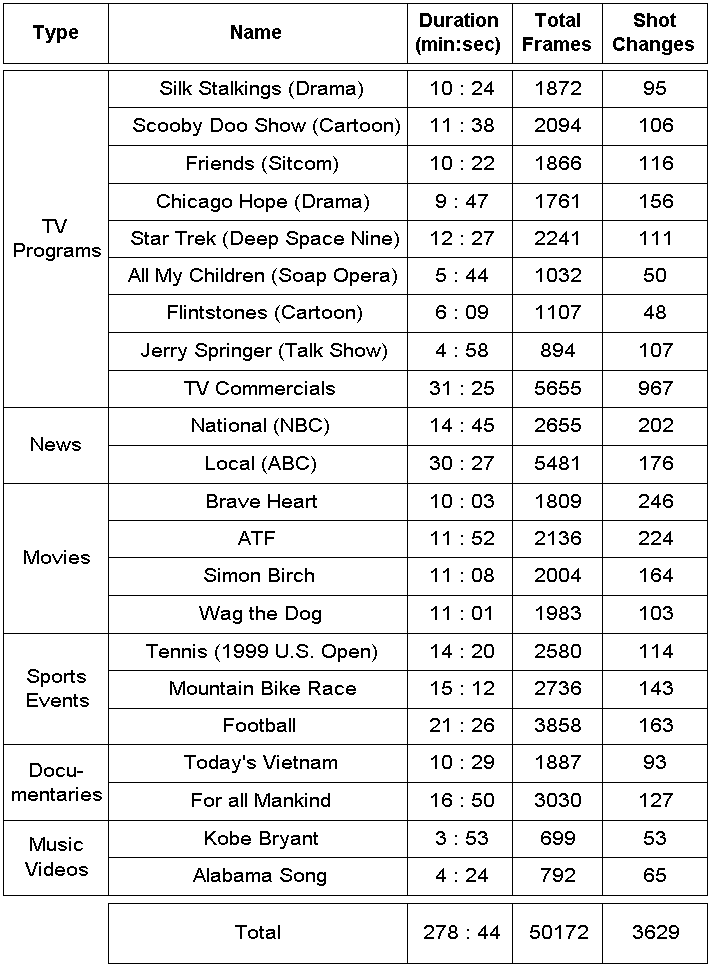 Type Name Duration (min:sec) Total Frames Shot Changes
TV Programs
Silk Stalkings (Drama) 10 : 24 1872 95
Scooby Doo Show (Cartoon) 11 : 38 2094 106
Friends (Sitcom) 10 : 22 1866 116
Chicago Hope (Drama) 9 : 47 1761 156
Star Trek (Deep Space Nine) 12 : 27 2241 111
All My Children (Soap Opera) 5 : 44 1032 50
Flintstones (Cartoon) 6 : 09 1107 48
Jerry Springer (Talk Show) 4 : 58 894 107
TV Commercials 31 : 25 5655 967
News
National (NBC) 14 : 45 2655 202
Local (ABC) 30 : 27 5481 176
Movies
Brave Heart 10 : 03 1809 246
ATF 11 : 52 2136 224
Simon Birch 11 : 08 2004 164
Wag the Dog 11 : 01 1983 103
Sports Events
Tennis (1999 U.S. Open) 14 : 20 2580 114
Mountain Bike Race 15 : 12 2736 143
Football 21 : 26 3858 163
Docu-
mentaries
Today's Vietnam 10 : 29 1887 93
For all Mankind 16 : 50 3030 127
Music Videos
Kobe Bryant 3 : 53 699 53
Alabama Song 4 : 24 792 65
Total 278 : 44 50172 3629